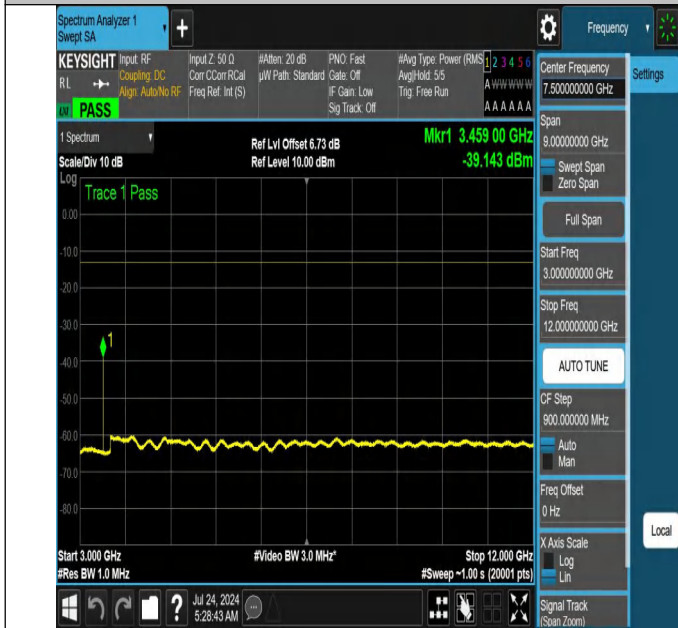 Spectrum Analyzer 1
Swept SA
Frequency
KEYSIGHT
RL
PASS
Input: RF
Coupling: DC
Align: Auto/No RF
Input Z: 50 Ω
Corr CCorr RCal
Freq Ref: Int (S)
#Atten: 20 dB
µW Path: Standard
PNO: Fast
Gate: Off
IF Gain: Low
Sig Track: Off
#Avg Type: Power (RMS
Avg|Hold: 5/5
Trig: Free Run
1 2 3 4 5 6
A W W W W W
A A A A A A
1 Spectrum
Scale/Div 10 dB
Ref Lvl Offset 6.73 dB
Ref Level 10.00 dBm
Mkr1 3.459 00 GHz
-39.143 dBm
Log
Trace 1 Pass
0.00
-10.0
-20.0
-30.0
-40.0
-50.0
-60.0
-70.0
-80.0
1
Start 3.000 GHz
#Res BW 1.0 MHz
#Video BW 3.0 MHz*
Stop 12.000 GHz
#Sweep ~1.00 s (20001 pts)
Jul 24, 2024
5:28:43 AM
?
Center Frequency
7.500000000 GHz
Settings
Span
9.00000000 GHz
Swept Span
Zero Span
Full Span
Start Freq
3.000000000 GHz
Stop Freq
12.000000000 GHz
AUTO TUNE
CF Step
900.000000 MHz
Auto
Man
Freq Offset
0 Hz
X Axis Scale
Log
Lin
Local
Signal Track
(Span Zoom)